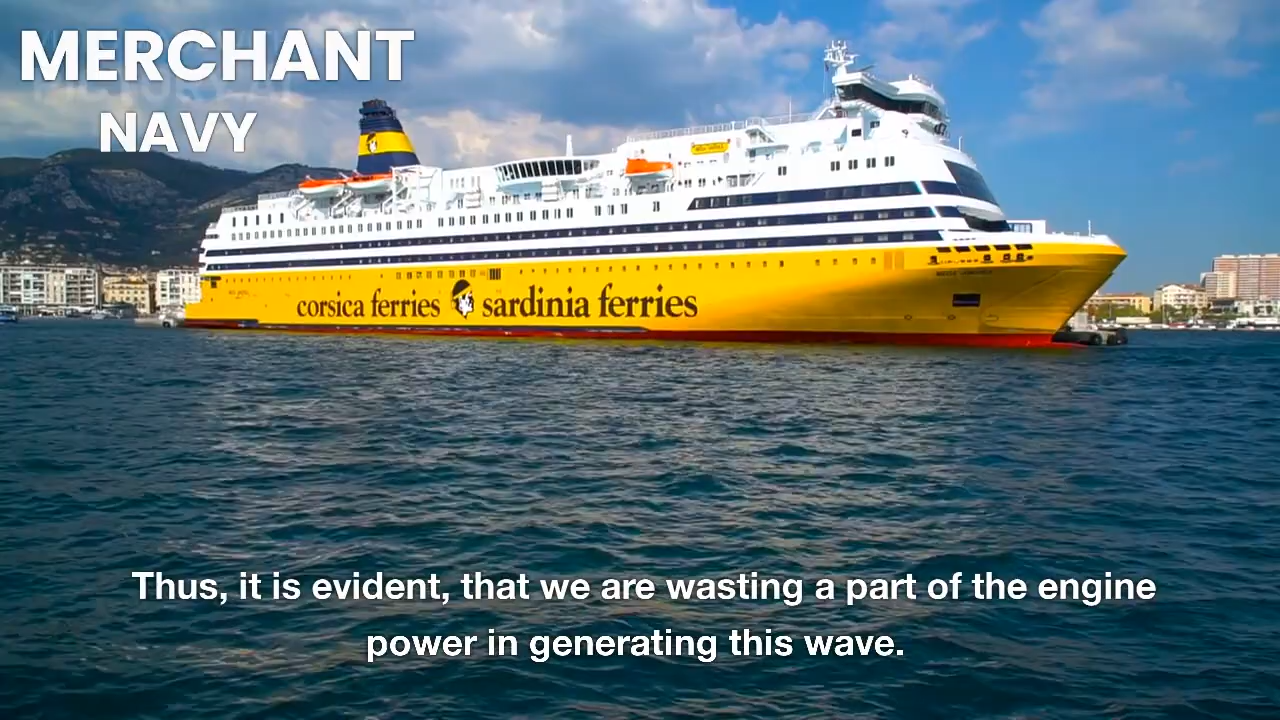 MERCHANT
NAVY
corsica ferries sardinia ferries
Thus, it is evident, that we are wasting a part of the engine
power in generating this wave.